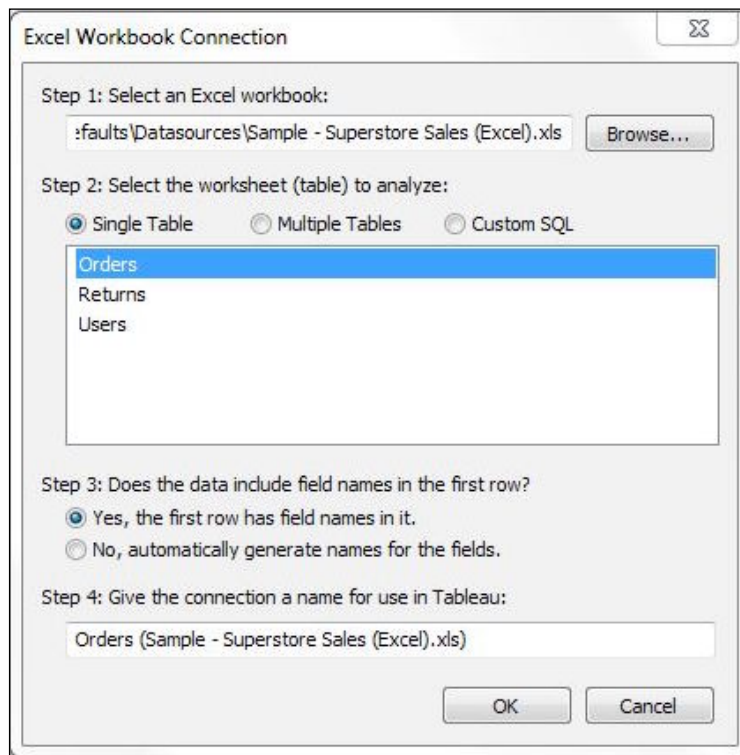 Excel Workbook Connection
Step 1: Select an Excel workbook:
:faults\Datasources\Sample - Superstore Sales (Excel).xls Browse...
Step 2: Select the worksheet (table) to analyze:
Single Table Multiple Tables Custom SQL
Orders
Returns
Users
Step 3: Does the data include field names in the first row?
Yes, the first row has field names in it.
No, automatically generate names for the fields.
Step 4: Give the connection a name for use in Tableau:
Orders (Sample - Superstore Sales (Excel).xls)
OK Cancel